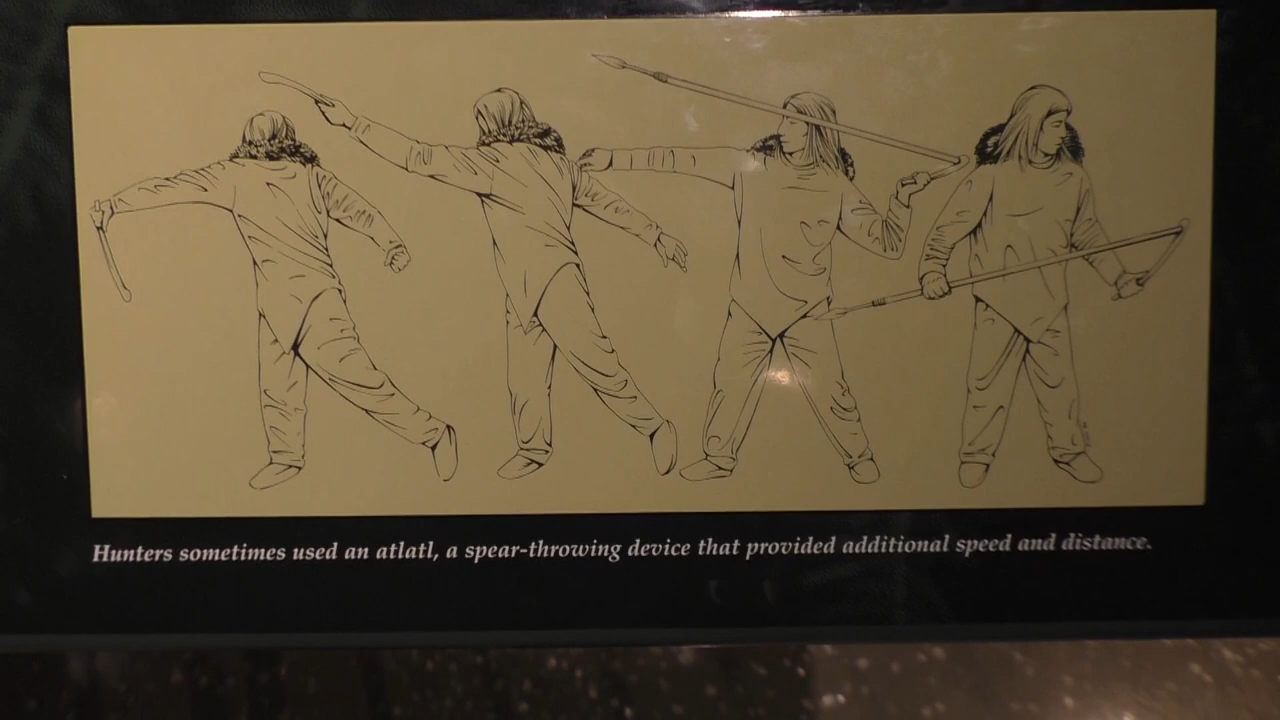 Hunters sometimes used an atlatl, a spear-throwing device that provided additional speed and distance.